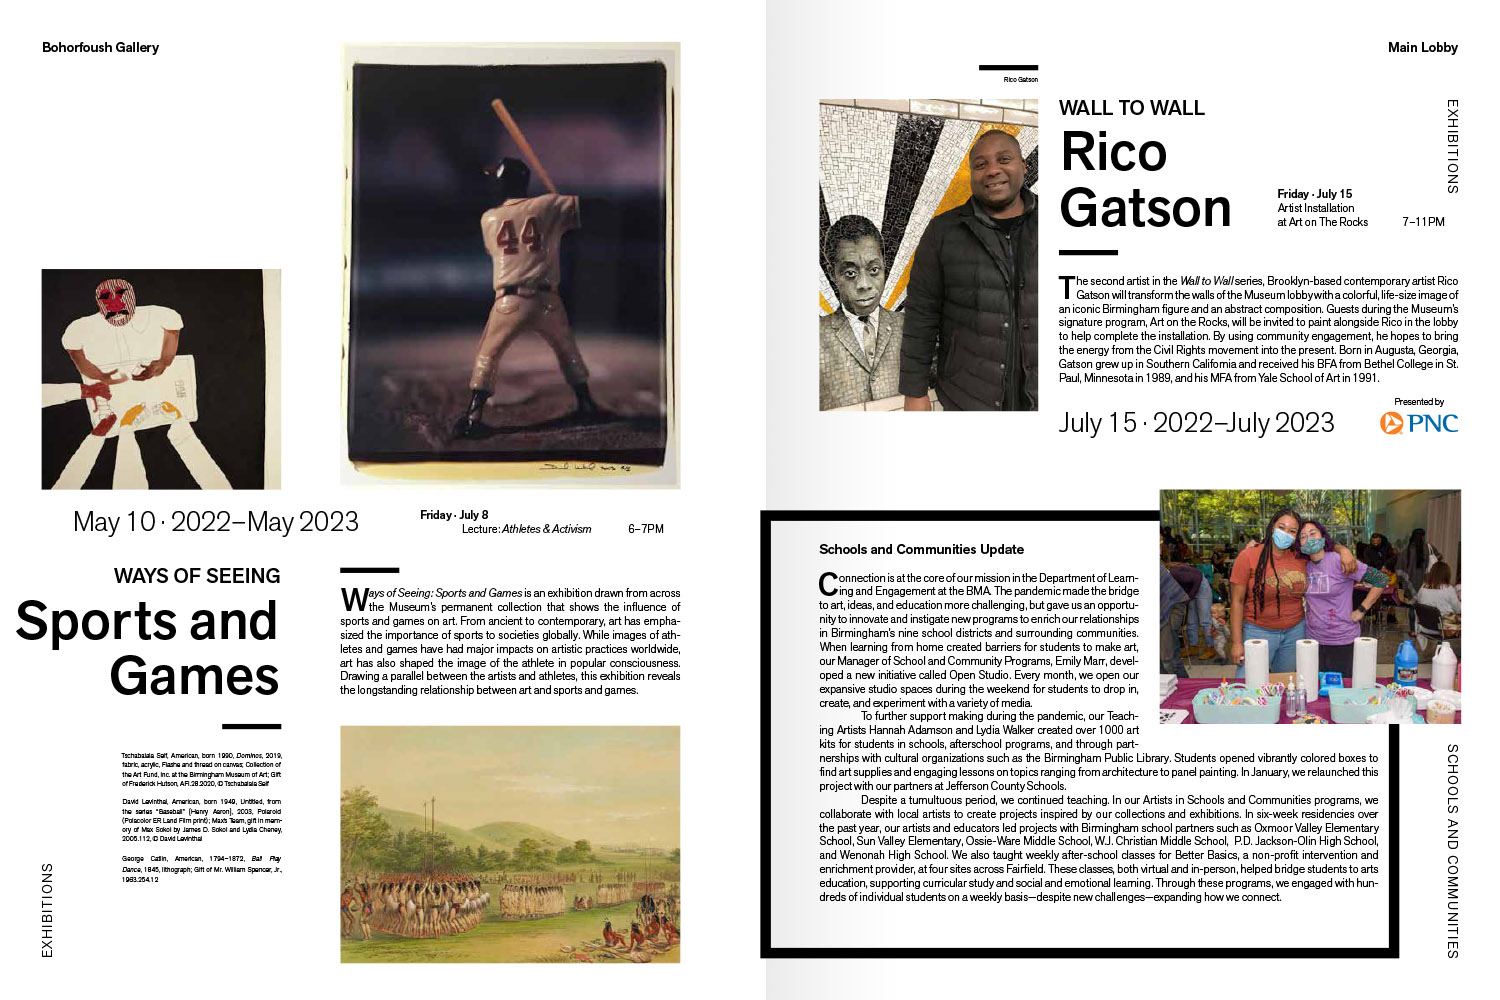 Bohorfoush Gallery
44
May 10 · 2022–May 2023
Friday · July 8
Lecture: Athletes & Activism 6–7PM
WAYS OF SEEING
Sports and
Games
Ways of Seeing: Sports and Games is an exhibition drawn from across
the Museum's permanent collection that shows the influence of
sports and games on art. From ancient to contemporary, art has empha-
sized the importance of sports to societies globally. While images of ath-
letes and games have had major impacts on artistic practices worldwide,
art has also shaped the image of the athlete in popular consciousness.
Drawing a parallel between the artists and athletes, this exhibition reveals
the longstanding relationship between art and sports and games.
Tschabalala Self, American, born 1990, Dominos, 2019,
fabric, acrylic, Flashe and thread on canvas; Collection of
the Art Fund, Inc. at the Birmingham Museum of Art; Gift
of Frederick Hutson, AFI.28.2020, © Tschabalala Self
David Levinthal, American, born 1949, Untitled, from
the series "Baseball" [Henry Aaron], 2003, Polaroid
(Polacolor ER Land Film print); Max's Team, gift in mem-
ory of Max Sokol by James D. Sokol and Lydia Cheney,
2005.112, © David Levinthal
George Catlin, American, 1794–1872, Ball Play
Dance, 1845, lithograph; Gift of Mr. William Spencer, Jr.,
1963.254.12
EXHIBITIONS
Main Lobby
Rico Gatson
WALL TO WALL
Rico
Gatson
Friday · July 15
Artist Installation
at Art on The Rocks 7–11PM
EXHIBITIONS
The second artist in the Wall to Wall series, Brooklyn-based contemporary artist Rico
Gatson will transform the walls of the Museum lobby with a colorful, life-size image of
an iconic Birmingham figure and an abstract composition. Guests during the Museum's
signature program, Art on the Rocks, will be invited to paint alongside Rico in the lobby
to help complete the installation. By using community engagement, he hopes to bring
the energy from the Civil Rights movement into the present. Born in Augusta, Georgia,
Gatson grew up in Southern California and received his BFA from Bethel College in St.
Paul, Minnesota in 1989, and his MFA from Yale School of Art in 1991.
July 15 · 2022–July 2023
Presented by
PNC
Schools and Communities Update
Connection is at the core of our mission in the Department of Learn-
ing and Engagement at the BMA. The pandemic made the bridge
to art, ideas, and education more challenging, but gave us an opportu-
nity to innovate and instigate new programs to enrich our relationships
in Birmingham's nine school districts and surrounding communities.
When learning from home created barriers for students to make art,
our Manager of School and Community Programs, Emily Marr, devel-
oped a new initiative called Open Studio. Every month, we open our
expansive studio spaces during the weekend for students to drop in,
create, and experiment with a variety of media.
To further support making during the pandemic, our Teach-
ing Artists Hannah Adamson and Lydia Walker created over 1000 art
kits for students in schools, afterschool programs, and through part-
nerships with cultural organizations such as the Birmingham Public Library. Students opened vibrantly colored boxes to
find art supplies and engaging lessons on topics ranging from architecture to panel painting. In January, we relaunched this
project with our partners at Jefferson County Schools.
Despite a tumultuous period, we continued teaching. In our Artists in Schools and Communities programs, we
collaborate with local artists to create projects inspired by our collections and exhibitions. In six-week residencies over
the past year, our artists and educators led projects with Birmingham school partners such as Oxmoor Valley Elementary
School, Sun Valley Elementary, Ossie-Ware Middle School, W.J. Christian Middle School, P.D. Jackson-Olin High School,
and Wenonah High School. We also taught weekly after-school classes for Better Basics, a non-profit intervention and
enrichment provider, at four sites across Fairfield. These classes, both virtual and in-person, helped bridge students to arts
education, supporting curricular study and social and emotional learning. Through these programs, we engaged with hun-
dreds of individual students on a weekly basis—despite new challenges—expanding how we connect.
SCHOOLS AND COMMUNITIES